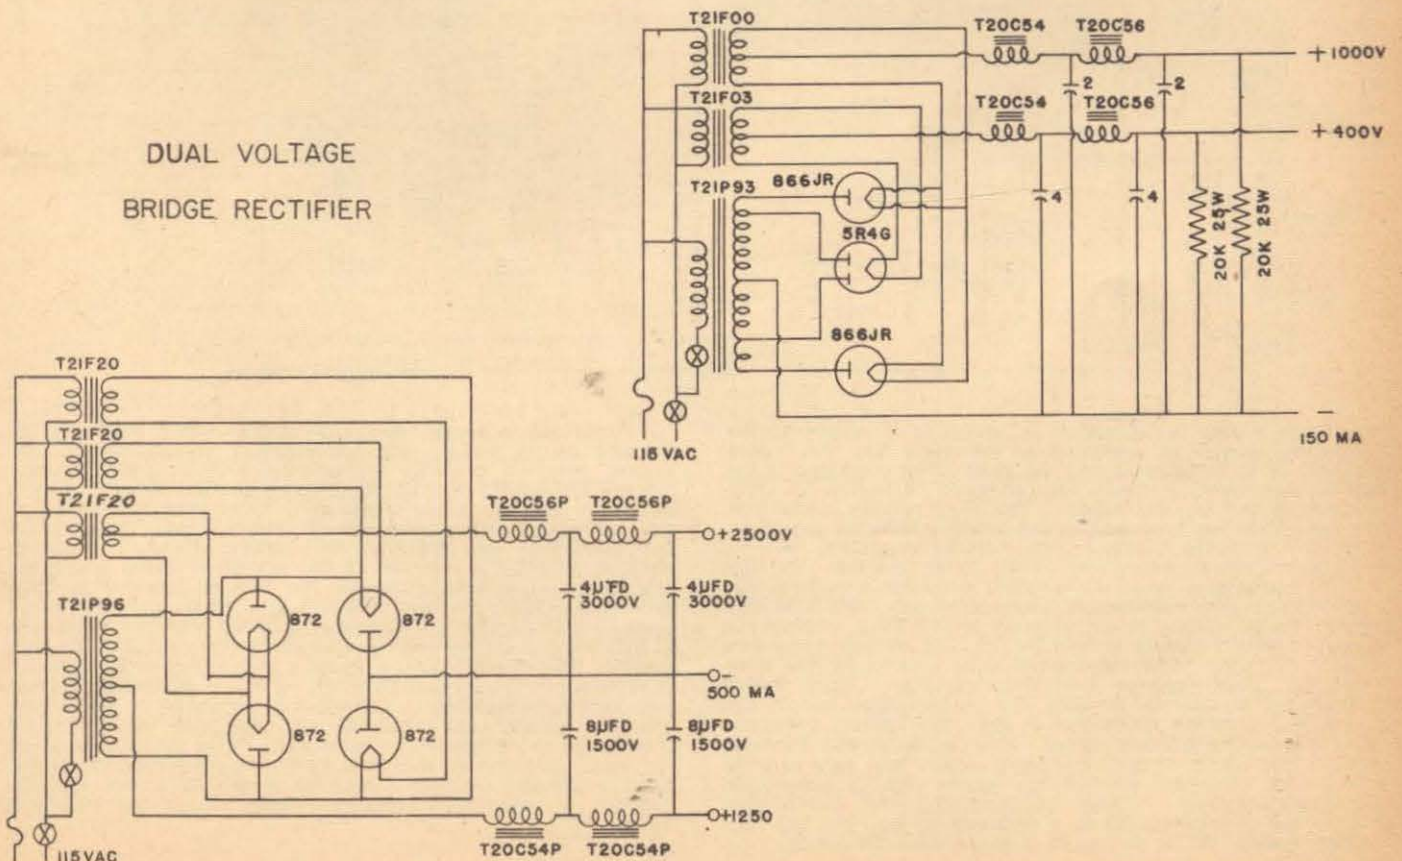 DUAL VOLTAGE
BRIDGE RECTIFIER
T21F00
T20C54
T20C56
+1000V
2
2
T21F03
T20C54
T20C56
+400V
T21P93
866JR
4
4
5R4G
20K 25W
20K 25W
866JR
115 VAC
−
150 MA
T21F20
T21F20
T21F20
T20C56P
T20C56P
+2500V
4µFD
3000V
4µFD
3000V
T21P96
872
872
−
500 MA
872
872
8µFD
1500V
8µFD
1500V
+1250
T20C54P
T20C54P
115VAC